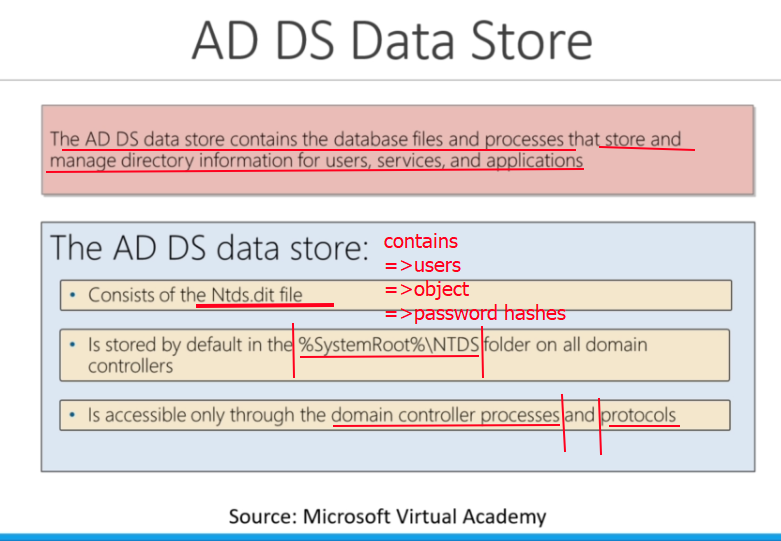 AD DS Data Store
The AD DS data store contains the database files and processes that store and
manage directory information for users, services, and applications
The AD DS data store:
contains
=>users
=>object
=>password hashes
• Consists of the Ntds.dit file
• Is stored by default in the %SystemRoot%\NTDS folder on all domain
controllers
• Is accessible only through the domain controller processes and protocols
Source: Microsoft Virtual Academy